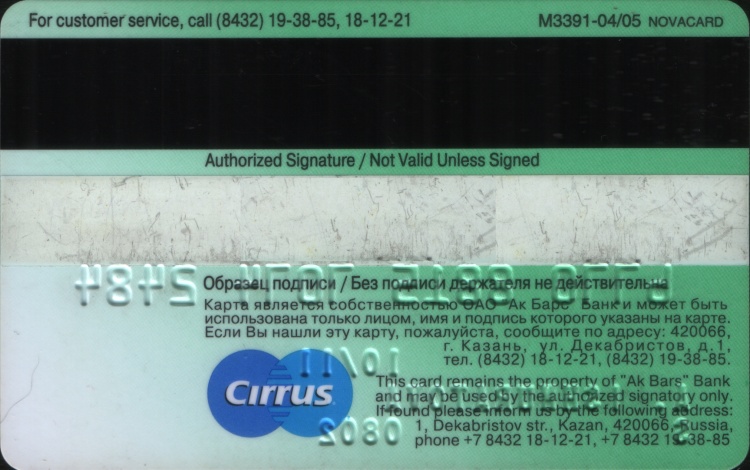 For customer service, call (8432) 19-38-85, 18-12-21 M3391-04/05 NOVACARD
Authorized Signature / Not Valid Unless Signed
Образец подписи / Без подписи держателя не действительна
Карта является собственностью ОАО "Ак Барс" Банк и может быть
использована только лицом, имя и подпись которого указаны на карте.
Если Вы нашли эту карту, пожалуйста, сообщите по адресу: 420066,
г. Казань, ул. Декабристов, д.1,
тел. (8432) 18-12-21, (8432) 19-38-85.
Cirrus
This card remains the property of "Ak Bars" Bank
and may be used by the authorized signatory only.
If found please inform us by the following address:
1, Dekabristov str., Kazan, 420066, Russia,
phone +7 8432 18-12-21, +7 8432 19-38-85